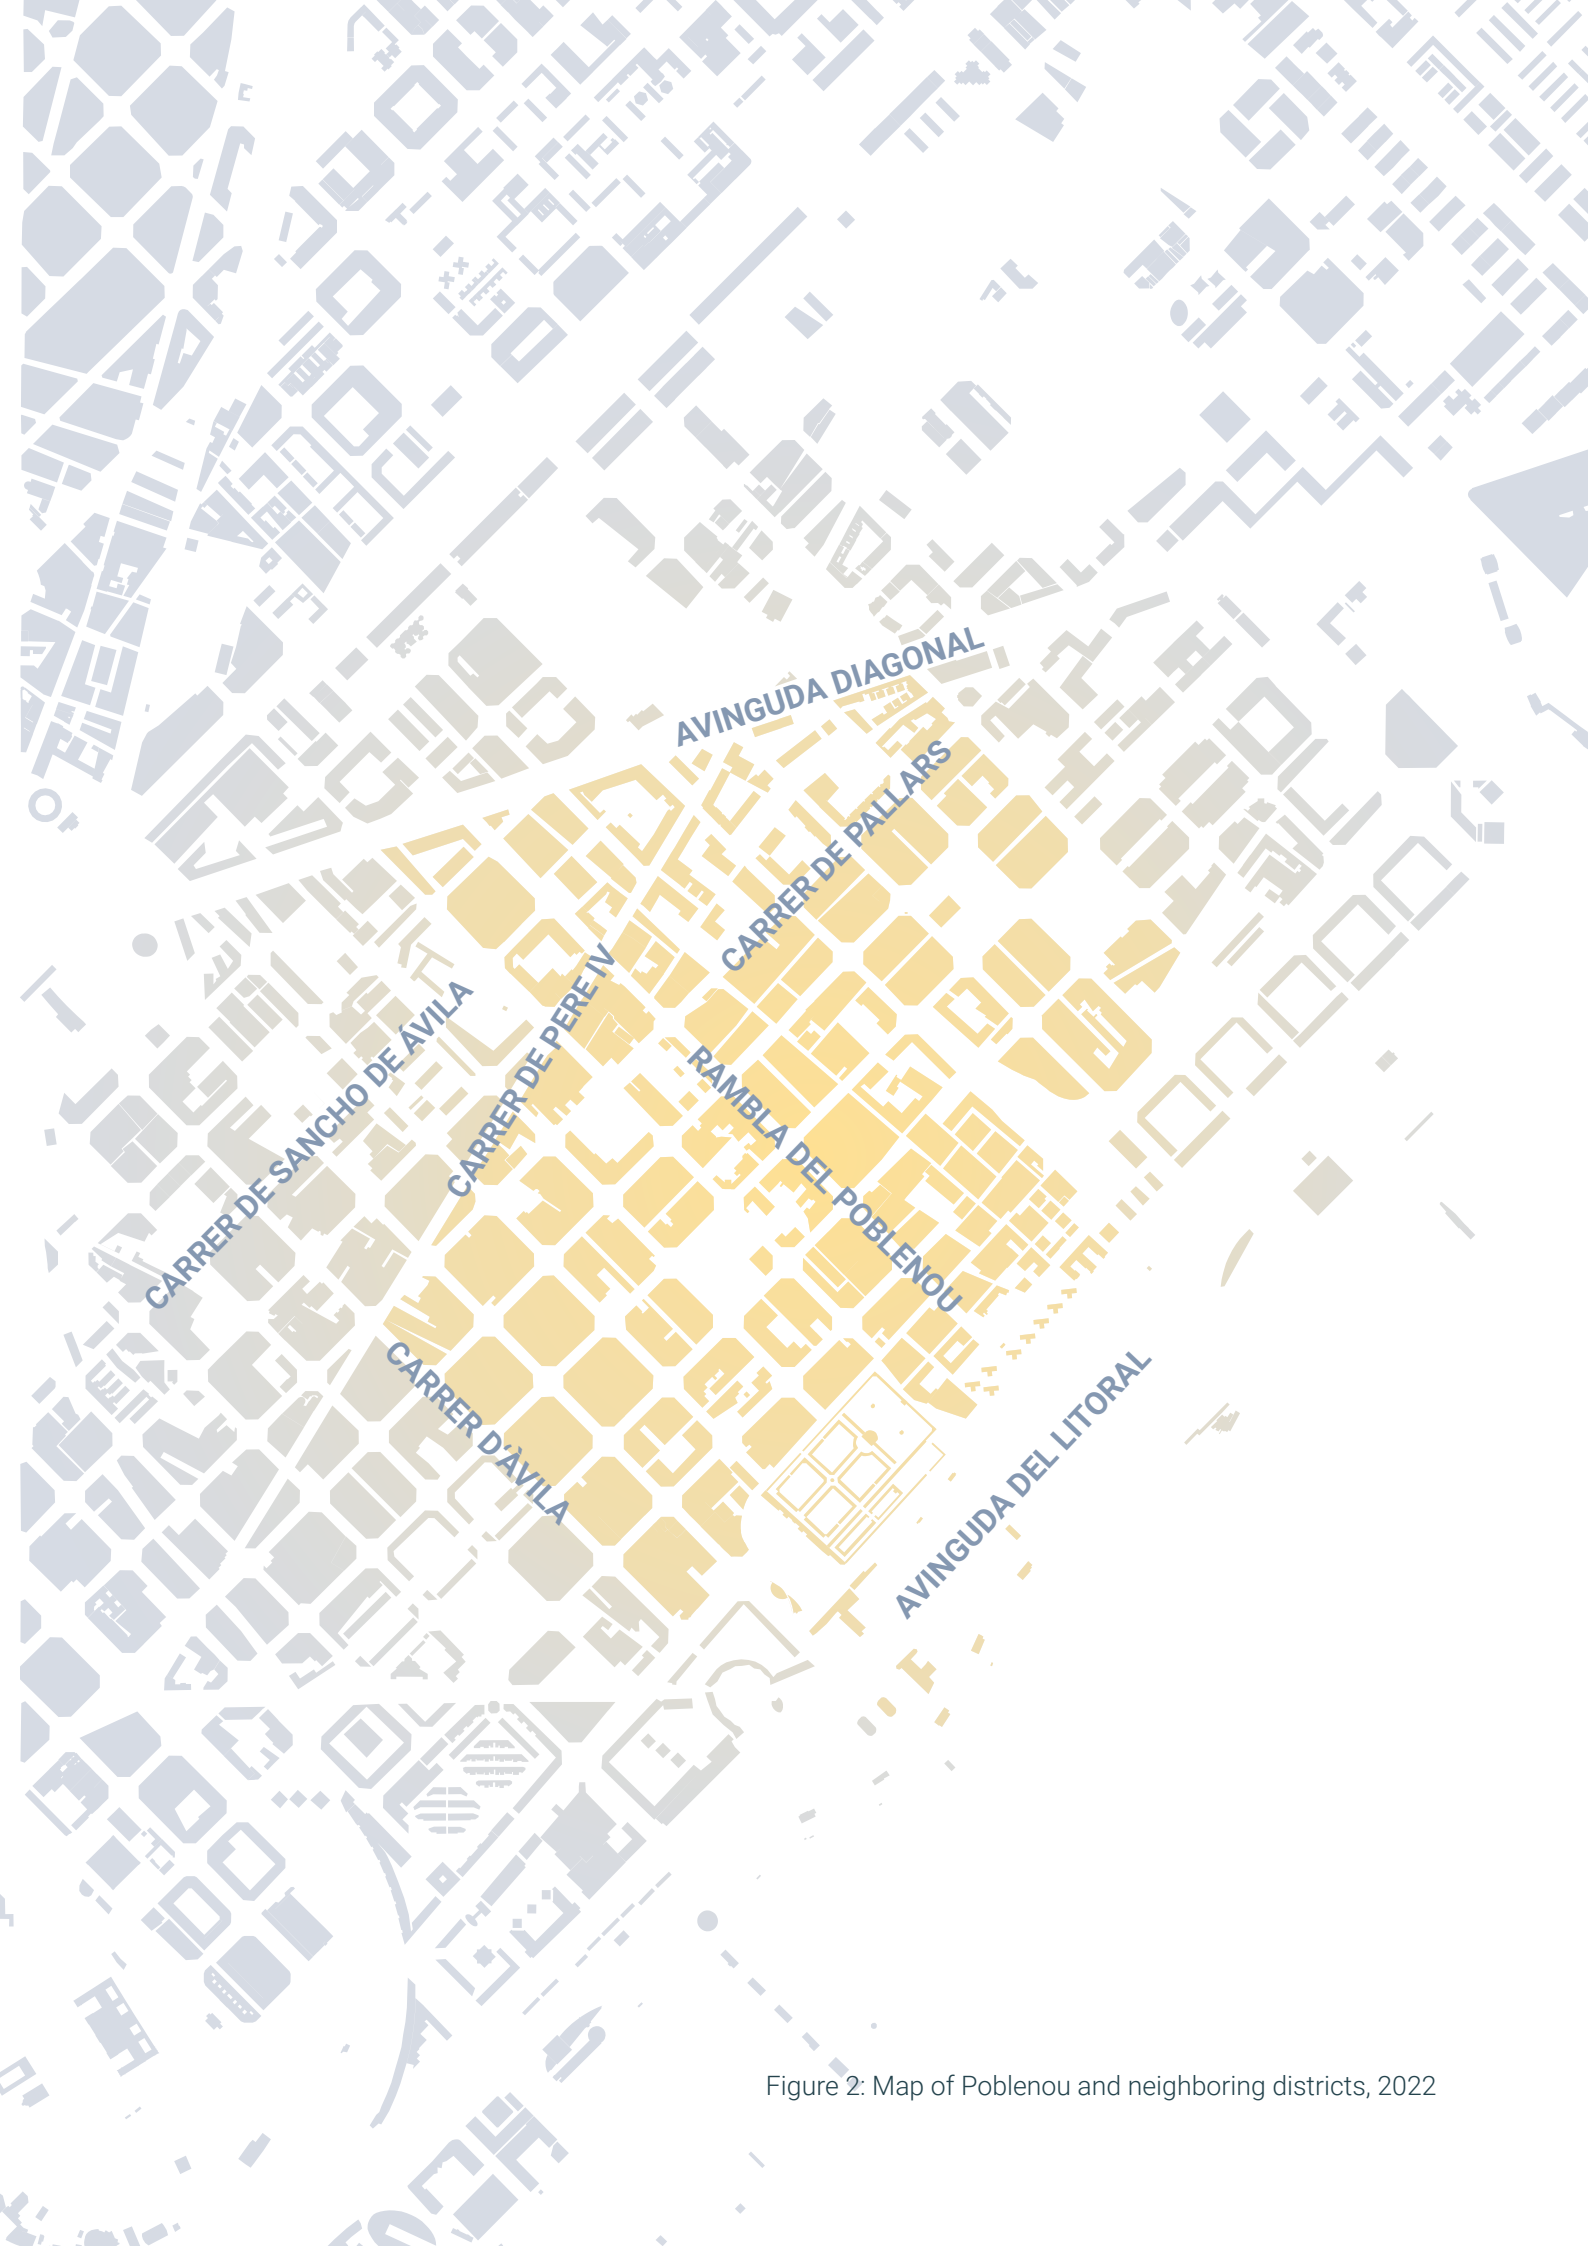 AVINGUDA DIAGONAL
CARRER DE PALLARS
CARRER DE PERE IV
CARRER DE SANCHO DE ÁVILA
RAMBLA DEL POBLENOU
CARRER D'ÀVILA
AVINGUDA DEL LITORAL
Figure 2: Map of Poblenou and neighboring districts, 2022